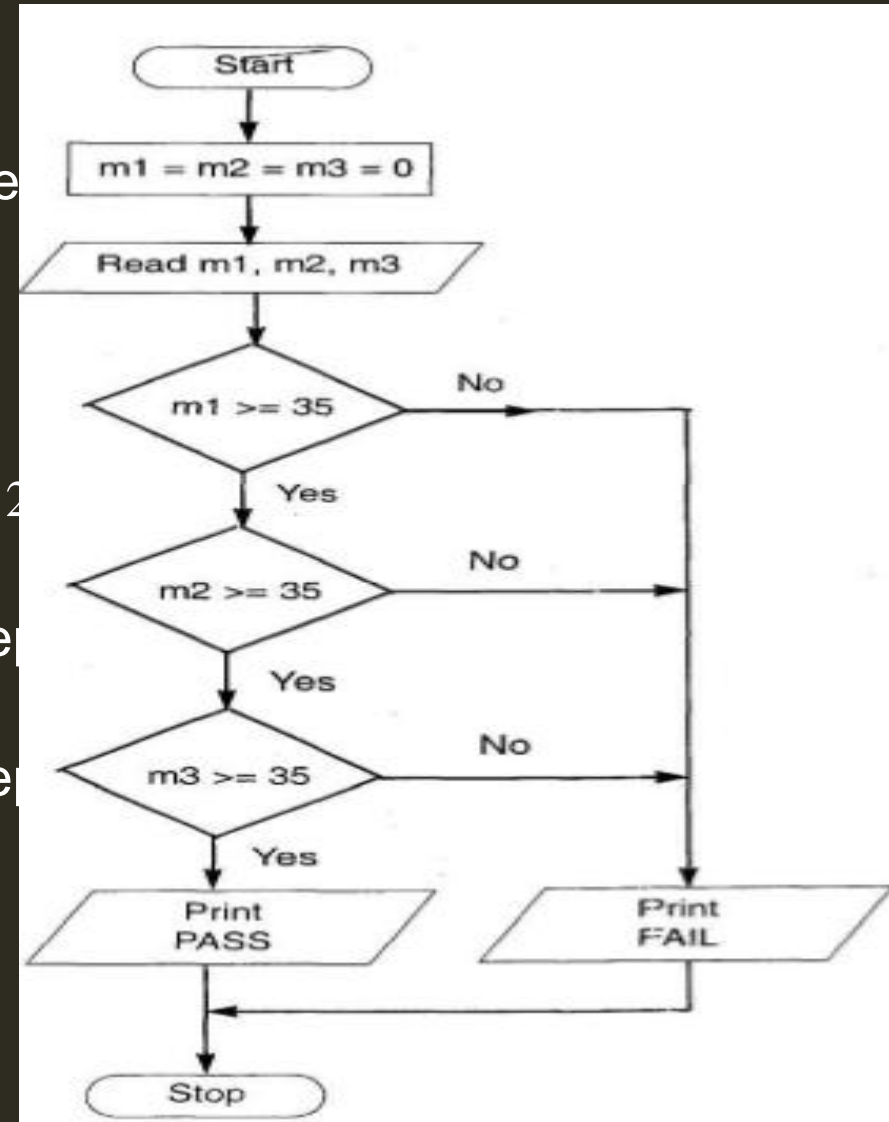 Start
m1 = m2 = m3 = 0
Read m1, m2, m3
m1 >= 35
No
Yes
m2 >= 35
No
Yes
m3 >= 35
No
Yes
Print
PASS
Print
FAIL
Stop